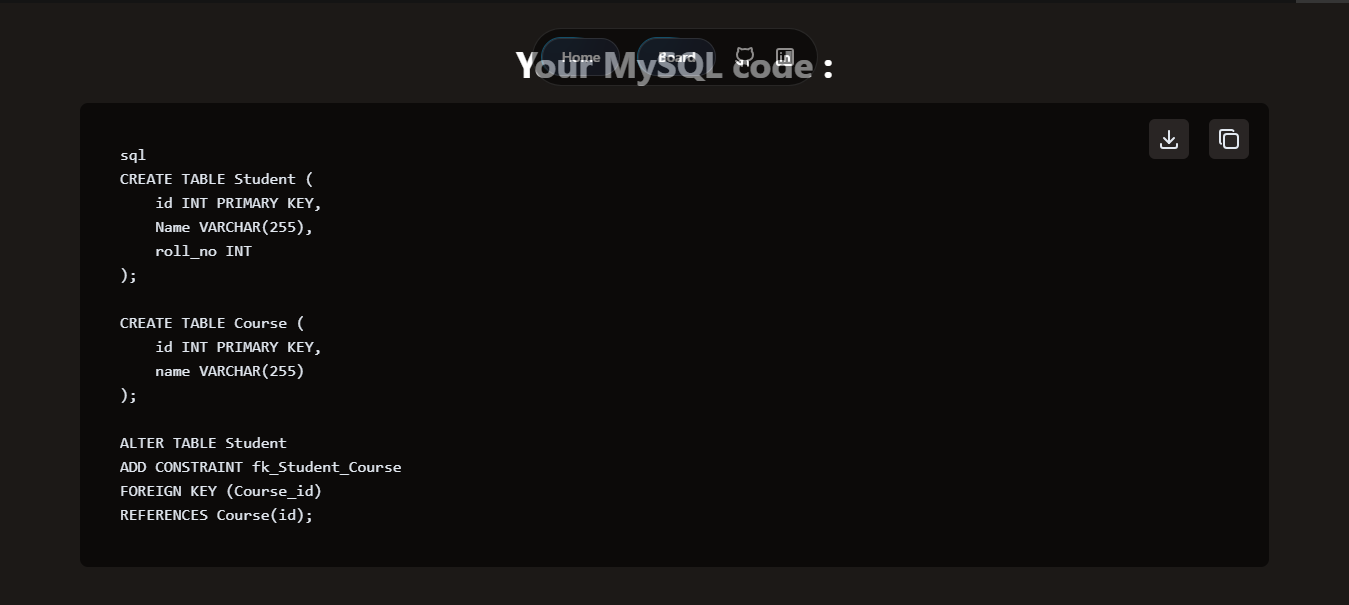 Home Board
Your MySQL code :
sql
CREATE TABLE Student (
    id INT PRIMARY KEY,
    Name VARCHAR(255),
    roll_no INT
);

CREATE TABLE Course (
    id INT PRIMARY KEY,
    name VARCHAR(255)
);

ALTER TABLE Student
ADD CONSTRAINT fk_Student_Course
FOREIGN KEY (Course_id)
REFERENCES Course(id);